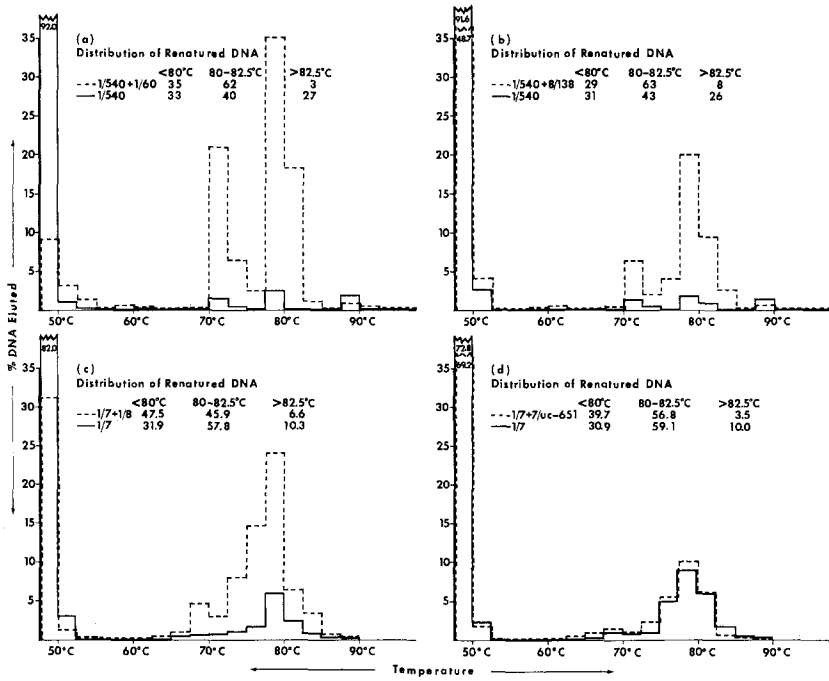 92.0
35
30
25
20
15
10
5
(a)
Distribution of Renatured DNA
<80°C 80-82.5°C >82.5°C
1/540+1/60 35 62 3
1/540 33 40 27
50°C 60°C 70°C 80°C 90°C
91.6
48.7
35
30
25
20
15
10
5
(b)
Distribution of Renatured DNA
<80°C 80-82.5°C >82.5°C
1/540+8/138 29 63 8
1/540 31 43 26
50°C 60°C 70°C 80°C 90°C
% DNA Eluted
82.0
35
30
25
20
15
10
5
(c)
Distribution of Renatured DNA
<80°C 80-82.5°C >82.5°C
1/7+1/8 47.5 45.9 6.6
1/7 31.9 57.8 10.3
50°C 60°C 70°C 80°C 90°C
72.8
69.2
35
30
25
20
15
10
5
(d)
Distribution of Renatured DNA
<80°C 80-82.5°C >82.5°C
1/7+7/uc-651 39.7 56.8 3.5
1/7 30.9 59.1 10.0
50°C 60°C 70°C 80°C 90°C
Temperature